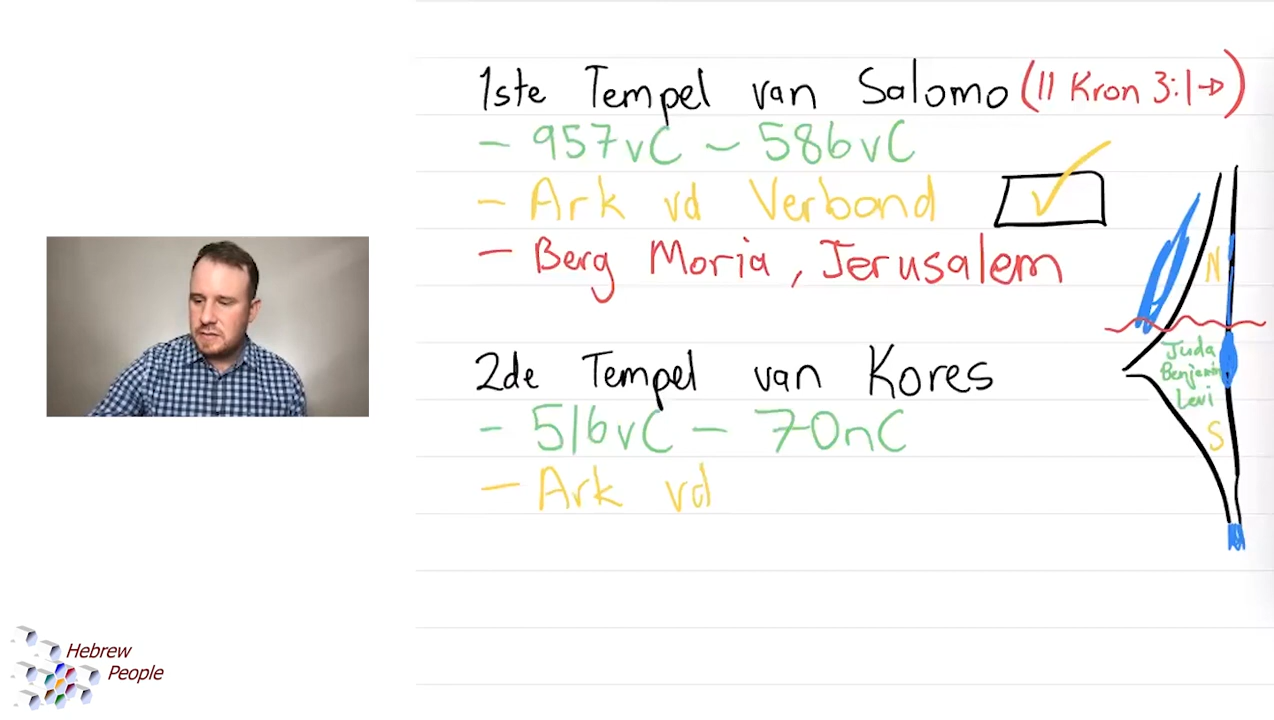 1ste Tempel van Salomo (II Kron 3:1→)
- 957vC - 586vC
- Ark vd Verbond ✓
- Berg Moria, Jerusalem
2de Tempel van Kores
- 516vC - 70nC
- Ark vd
N
Juda
Benjamin
Levi
S
Hebrew
People